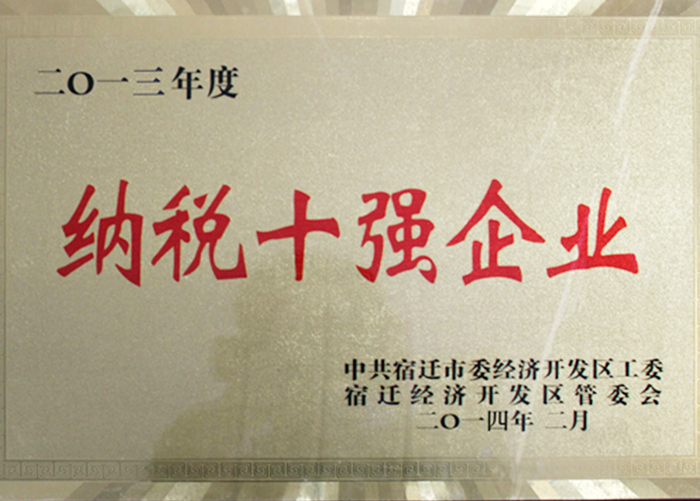 二〇一三年度
纳税十强企业
中共宿迁市委经济开发区工委
宿迁经济开发区管委会
二〇一四年 二月